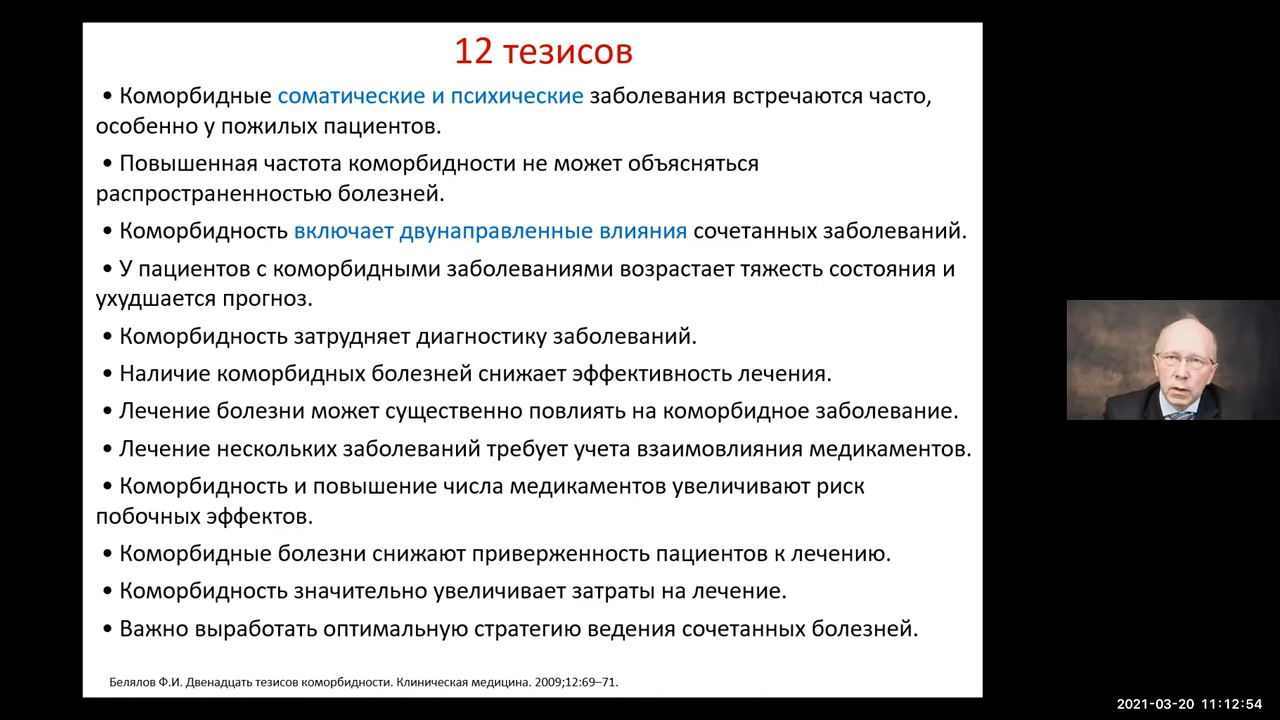 12 тезисов
• Коморбидные соматические и психические заболевания встречаются часто,
особенно у пожилых пациентов.
• Повышенная частота коморбидности не может объясняться
распространенностью болезней.
• Коморбидность включает двунаправленные влияния сочетанных заболеваний.
• У пациентов с коморбидными заболеваниями возрастает тяжесть состояния и
ухудшается прогноз.
• Коморбидность затрудняет диагностику заболеваний.
• Наличие коморбидных болезней снижает эффективность лечения.
• Лечение болезни может существенно повлиять на коморбидное заболевание.
• Лечение нескольких заболеваний требует учета взаимовлияния медикаментов.
• Коморбидность и повышение числа медикаментов увеличивают риск
побочных эффектов.
• Коморбидные болезни снижают приверженность пациентов к лечению.
• Коморбидность значительно увеличивает затраты на лечение.
• Важно выработать оптимальную стратегию ведения сочетанных болезней.
Белялов Ф.И. Двенадцать тезисов коморбидности. Клиническая медицина. 2009;12:69–71.
2021-03-20 11:12:54